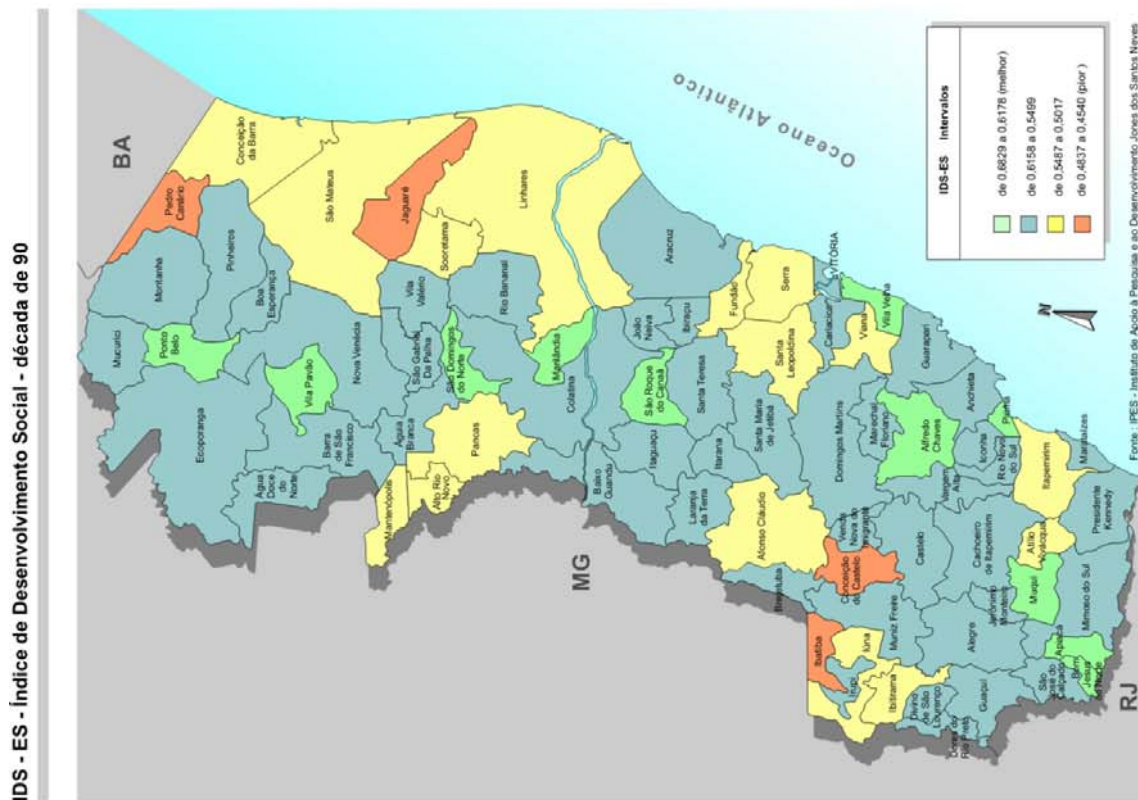 IDS - ES - Índice de Desenvolvimento Social - década de 90
BA
MG
RJ
Oceano Atlântico
N
Mucurici
Montanha
Pedro
Canário
Ponto
Belo
Pinheiros
Conceição
da Barra
Ecoporanga
Boa
Esperança
São Mateus
Vila Pavão
Nova Venécia
Jaguaré
Água
Doce
do
Norte
Barra
de São
Francisco
Vila
Valério
Sooretama
Linhares
São Gabriel
Da Palha
Águia
Branca
São Domingos
do Norte
Rio Bananal
Mantenópolis
Alto Rio
Novo
Pancas
Marilândia
Colatina
Aracruz
Baixo
Guandu
João
Neiva
Ibiraçu
São Roque
do Canaã
Itaguaçu
Santa Teresa
Fundão
Laranja
da Terra
Itarana
Serra
Santa
Leopoldina
Santa Maria
de Jetibá
Afonso Cláudio
Cariacica
VITÓRIA
Viana
Vila Velha
Domingos Martins
Marechal
Floriano
Guarapari
Brejetuba
Venda
Nova do
Imigrante
Conceição
do Castelo
Alfredo
Chaves
Anchieta
Ibatiba
Iúna
Muniz Freire
Castelo
Vargem
Alta
Iconha
Piúma
Rio Novo
do Sul
Irupi
Ibitirama
Cachoeiro
de Itapemirim
Itapemirim
Marataízes
Divino
de São
Lourenço
Alegre
Jerônimo
Monteiro
Atílio
Vivácqua
Dores do
Rio Preto
Guaçuí
Muqui
Presidente
Kennedy
São
José do
Calçado
Apiacá
Mimoso do Sul
Bom
Jesus
do Norte
IDS-ES Intervalos
de 0,6829 a 0,6178 (melhor)
de 0,6158 a 0,5499
de 0,5487 a 0,5017
de 0,4837 a 0,4540 (pior)
Fonte : IPES - Instituto de Apoio à Pesquisa e ao Desenvolvimento Jones dos Santos Neves